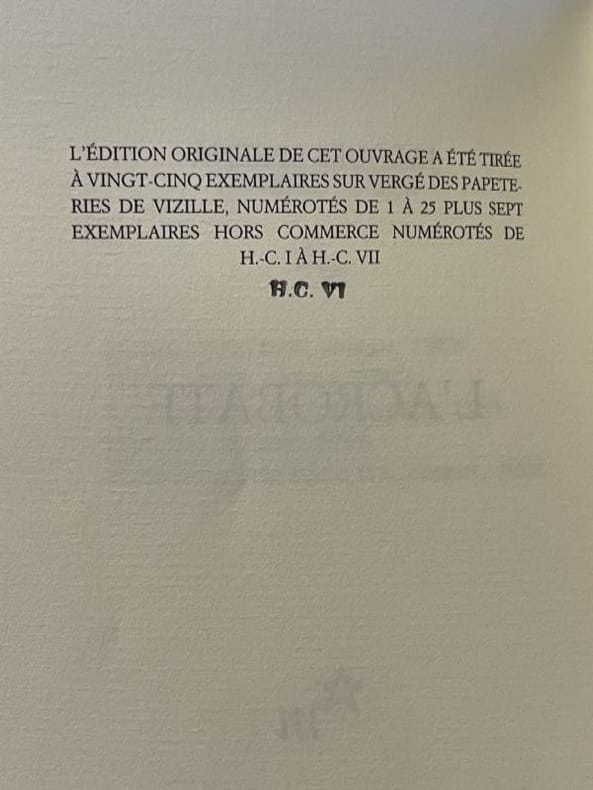 L'ÉDITION ORIGINALE DE CET OUVRAGE A ÉTÉ TIRÉE
À VINGT-CINQ EXEMPLAIRES SUR VERGÉ DES PAPETE-
RIES DE VIZILLE, NUMÉROTÉS DE 1 À 25 PLUS SEPT
EXEMPLAIRES HORS COMMERCE NUMÉROTÉS DE
H.-C. I À H.-C. VII
H.C. VI
L'ACROBATE